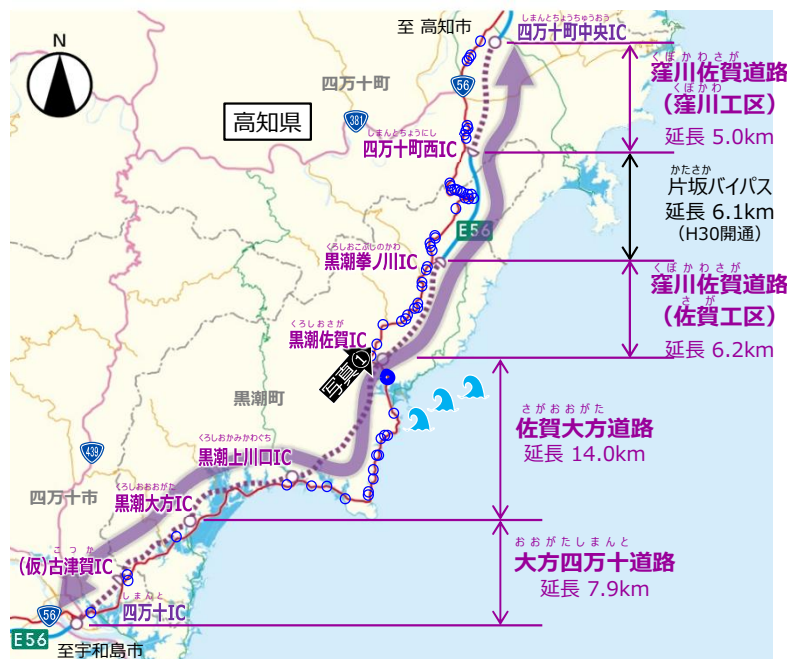 N
至 高知市
しまんとちょうちゅうおう
四万十町中央IC
四万十町
56
高知県
381
しまんとちょうにし
四万十町西IC
くぼかわさが
窪川佐賀道路
くぼかわ
(窪川工区)
延長 5.0km
かたさか
片坂バイパス
延長 6.1km
(H30開通)
E56
くろしおこぶしのかわ
黒潮拳ノ川IC
くぼかわさが
窪川佐賀道路
さが
(佐賀工区)
延長 6.2km
くろしおさが
黒潮佐賀IC
写真①
黒潮町
さがおおがた
佐賀大方道路
延長 14.0km
くろしおかみかわぐち
黒潮上川口IC
439
くろしおおおがた
黒潮大方IC
四万十市
おおがたしまんと
大方四万十道路
延長 7.9km
こつか
(仮)古津賀IC
しまんと
四万十IC
56
E56
至宇和島市